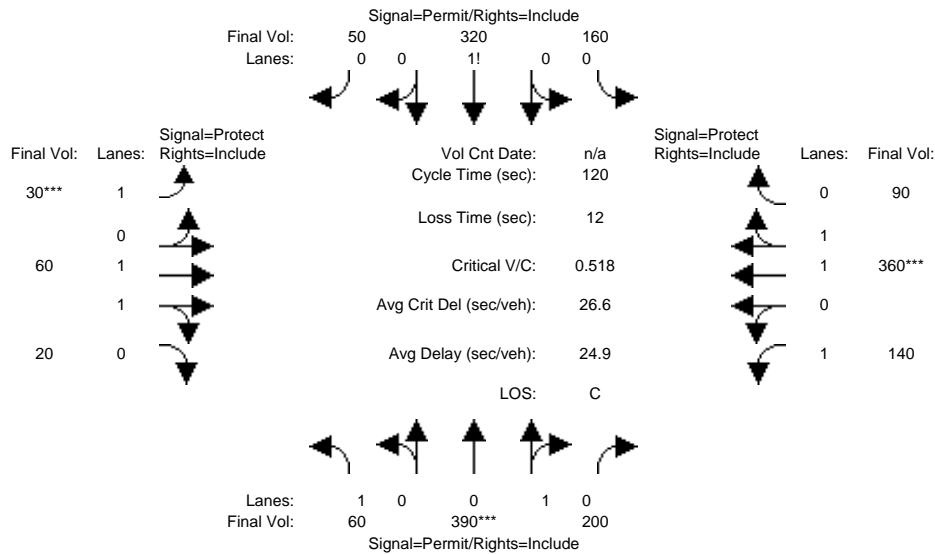 Signal=Permit/Rights=Include
Final Vol: 50 320 160
Lanes: 0 0 1! 0 0
Signal=Protect Signal=Protect
Final Vol: Lanes: Rights=Include Vol Cnt Date: n/a Rights=Include Lanes: Final Vol:
Cycle Time (sec): 120
30*** 1 0 90
Loss Time (sec): 12
0 1
60 1 Critical V/C: 0.518 1 360***
1 Avg Crit Del (sec/veh): 26.6 0
20 0 Avg Delay (sec/veh): 24.9 1 140
LOS: C
Lanes: 1 0 0 1 0
Final Vol: 60 390*** 200
Signal=Permit/Rights=Include